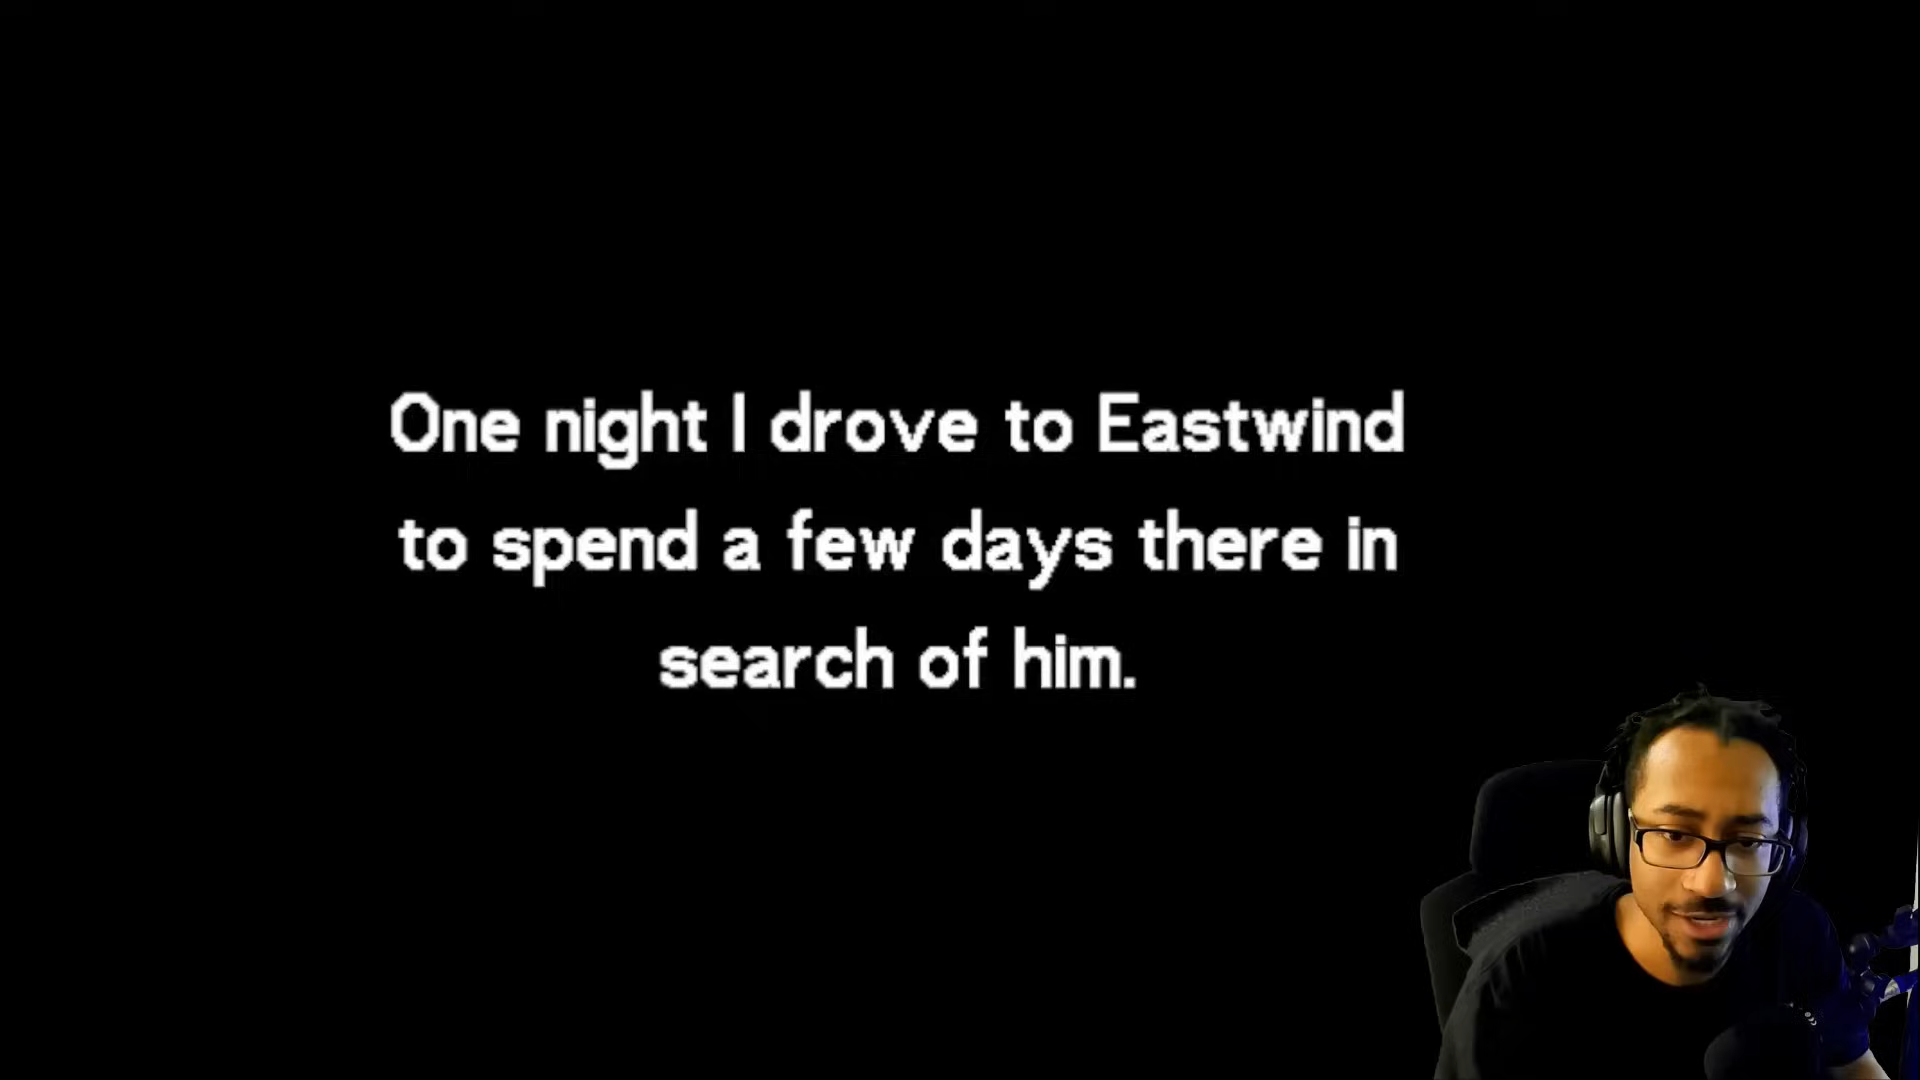 One night I drove to Eastwind
to spend a few days there in
search of him.